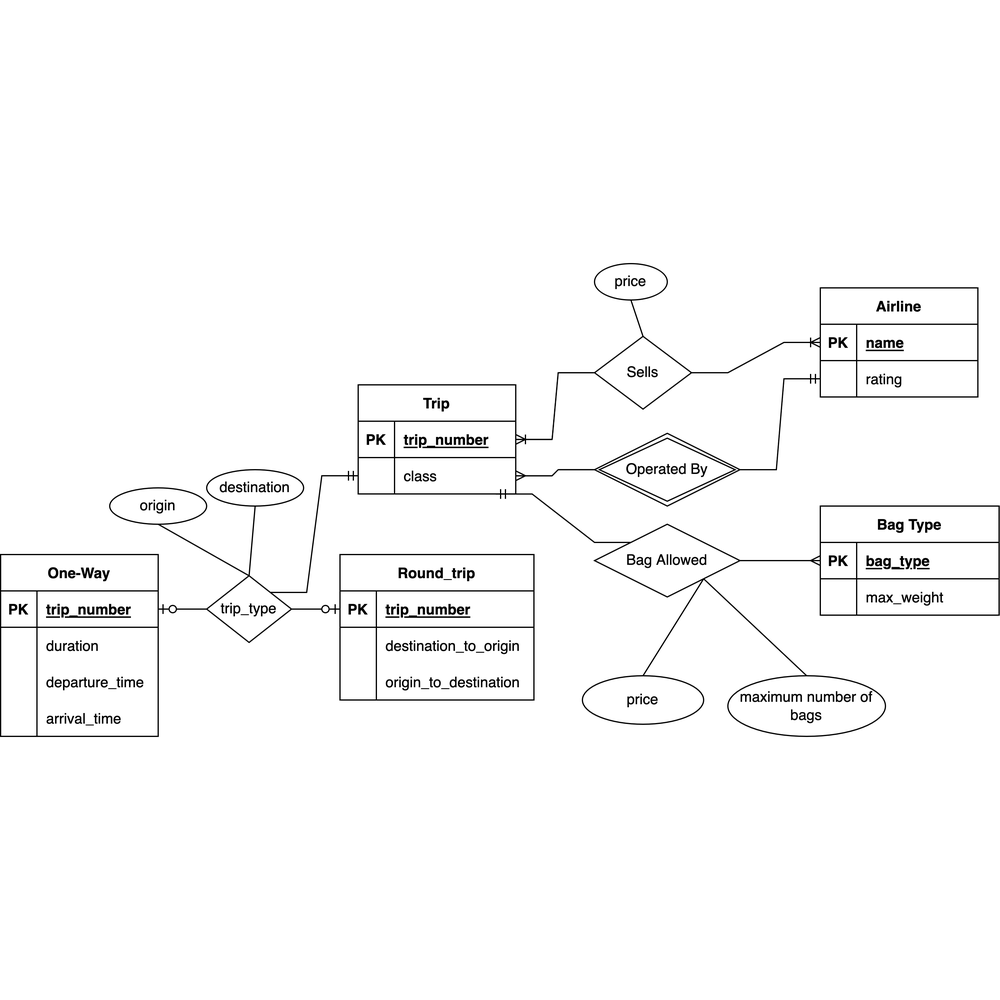 price
Airline
PK name
rating
Sells
Trip
PK trip_number
class
Operated By
destination
origin
Bag Type
PK bag_type
max_weight
Bag Allowed
One-Way
PK trip_number
duration
departure_time
arrival_time
trip_type
Round_trip
PK trip_number
destination_to_origin
origin_to_destination
price
maximum number of
bags